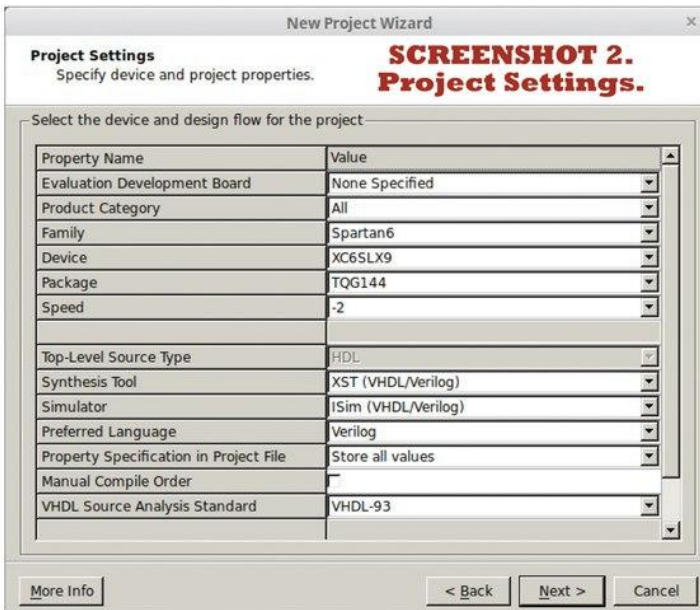 New Project Wizard
×
Project Settings
Specify device and project properties.
SCREENSHOT 2.
Project Settings.
Select the device and design flow for the project
Property Name Value
Evaluation Development Board None Specified
Product Category All
Family Spartan6
Device XC6SLX9
Package TQG144
Speed -2
Top-Level Source Type HDL
Synthesis Tool XST (VHDL/Verilog)
Simulator ISim (VHDL/Verilog)
Preferred Language Verilog
Property Specification in Project File Store all values
Manual Compile Order
VHDL Source Analysis Standard VHDL-93
More Info < Back Next > Cancel